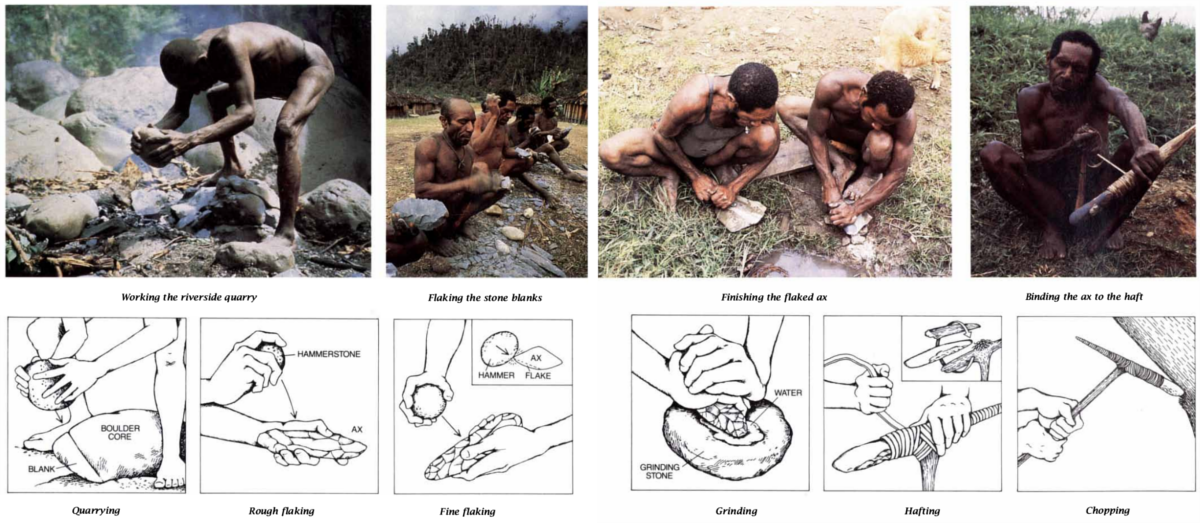 Working the riverside quarry
Flaking the stone blanks
Finishing the flaked ax
Binding the ax to the haft
BOULDER
CORE
BLANK
HAMMERSTONE
AX
AX
HAMMER
FLAKE
WATER
GRINDING
STONE
Quarrying
Rough flaking
Fine flaking
Grinding
Hafting
Chopping